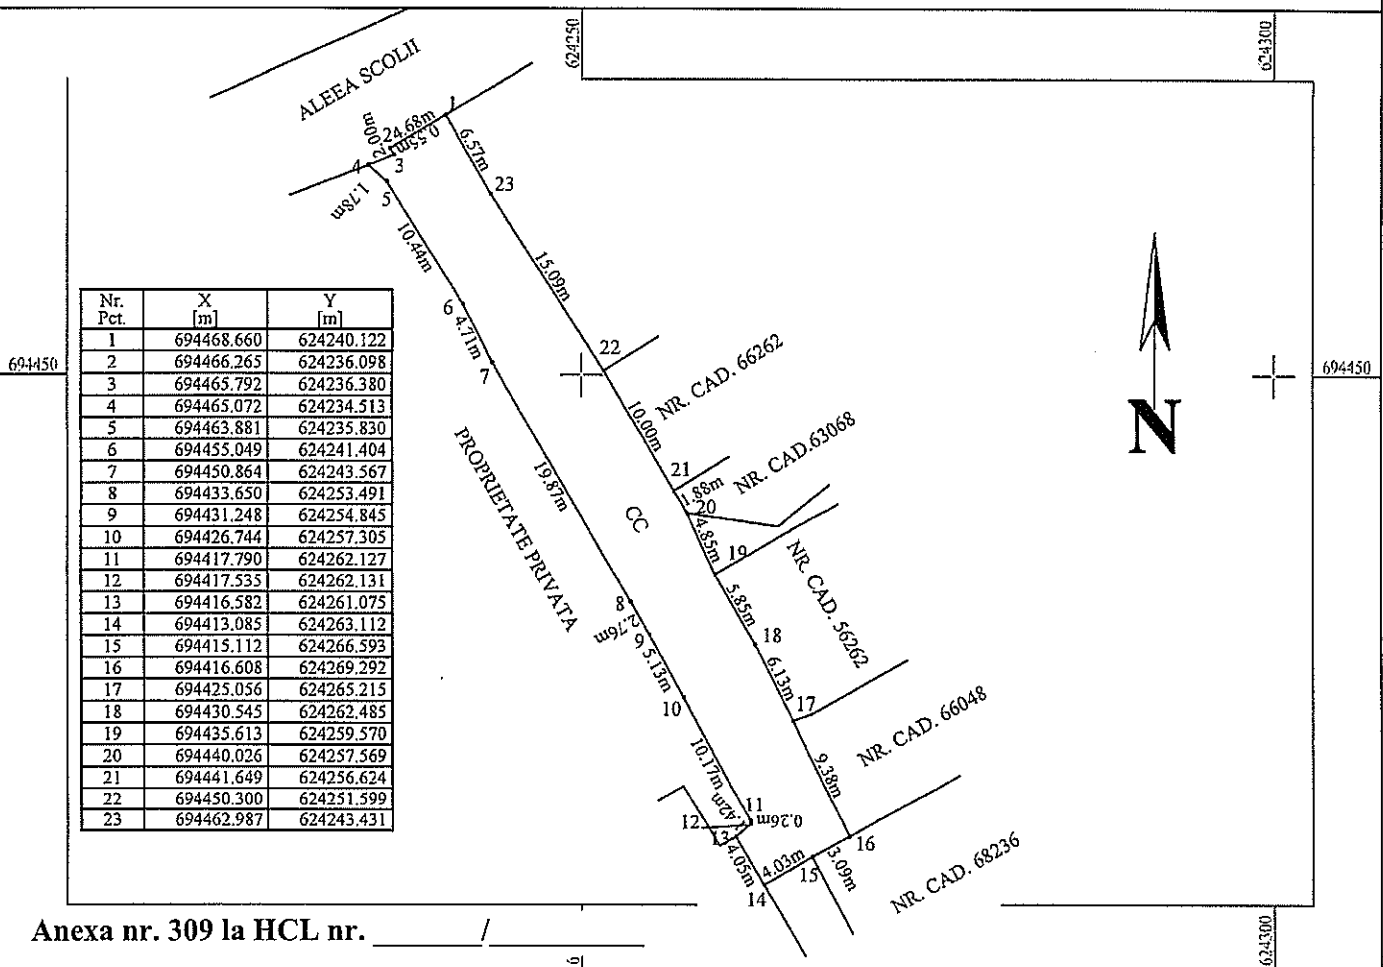 624250
624300
ALEEA SCOLII
1
24.68m
2.00m
0.55m
6.57m
4
3
5
23
1.78m
10.44m
15.09m
Nr. Pct. X [m] Y [m]
1 694468.660 624240.122
2 694466.265 624236.098
3 694465.792 624236.380
4 694465.072 624234.513
5 694463.881 624235.830
6 694455.049 624241.404
7 694450.864 624243.567
8 694433.650 624253.491
9 694431.248 624254.845
10 694426.744 624257.305
11 694417.790 624262.127
12 694417.535 624262.131
13 694416.582 624261.075
14 694413.085 624263.112
15 694415.112 624266.593
16 694416.608 624269.292
17 694425.056 624265.215
18 694430.545 624262.485
19 694435.613 624259.570
20 694440.026 624257.569
21 694441.649 624256.624
22 694450.300 624251.599
23 694462.987 624243.431
6
4.71m
7
22
694450
694450
NR. CAD. 66262
10.00m
N
PROPRIETATE PRIVATA
19.87m
21
1.88m
NR. CAD.63068
20
CC
4.85m
19
NR. CAD. 56262
5.85m
8
2.76m
9
5.13m
18
6.13m
10
17
NR. CAD. 66048
10.17m
9.38m
1.42m
11
0.26m
12
13
4.05m
4.03m
16
15
3.09m
14
NR. CAD. 68236
Anexa nr. 309 la HCL nr. ________/__________
624300